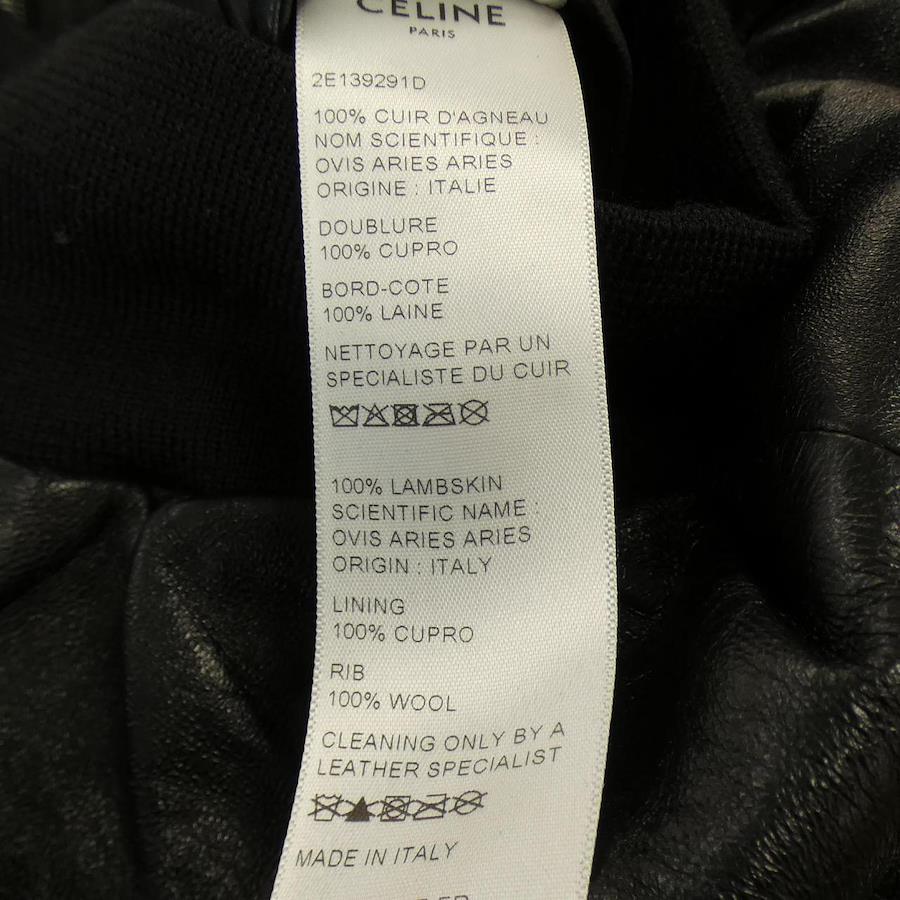 CELINE
PARIS
2E139291D
100% CUIR D'AGNEAU
NOM SCIENTIFIQUE :
OVIS ARIES ARIES
ORIGINE : ITALIE
DOUBLURE
100% CUPRO
BORD-COTE
100% LAINE
NETTOYAGE PAR UN
SPECIALISTE DU CUIR
100% LAMBSKIN
SCIENTIFIC NAME :
OVIS ARIES ARIES
ORIGIN : ITALY
LINING
100% CUPRO
RIB
100% WOOL
CLEANING ONLY BY A
LEATHER SPECIALIST
MADE IN ITALY